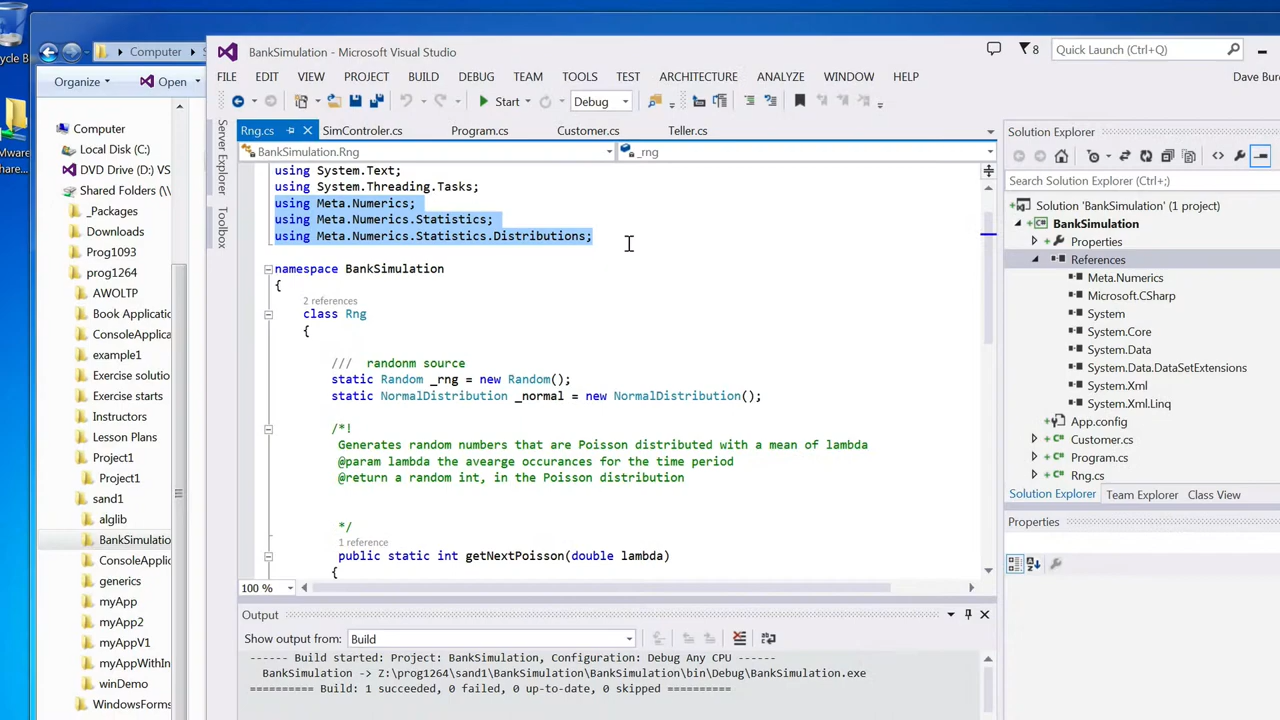 cycle B
Mware
hare...
Computer
Organize
Open
Computer
Local Disk (C:)
DVD Drive (D:) VS
Shared Folders (\\
_Packages
Downloads
Prog1093
prog1264
AWOLTP
Book Applicatio
ConsoleApplica
example1
Exercise solutio
Exercise starts
Instructors
Lesson Plans
Project1
Project1
sand1
alglib
BankSimulatio
ConsoleApplic
generics
myApp
myApp2
myAppV1
myAppWithIn
winDemo
WindowsForms
BankSimulation - Microsoft Visual Studio
8
Quick Launch (Ctrl+Q)
FILE EDIT VIEW PROJECT BUILD DEBUG TEAM TOOLS TEST ARCHITECTURE ANALYZE WINDOW HELP
Dave Bur
Start
Debug
Server Explorer
Toolbox
Rng.cs SimControler.cs Program.cs Customer.cs Teller.cs
BankSimulation.Rng _rng
using System.Text;
using System.Threading.Tasks;
using Meta.Numerics;
using Meta.Numerics.Statistics;
using Meta.Numerics.Statistics.Distributions;
namespace BankSimulation
{
2 references
class Rng
{
/// randonm source
static Random _rng = new Random();
static NormalDistribution _normal = new NormalDistribution();
/*!
Generates random numbers that are Poisson distributed with a mean of lambda
@param lambda the avearge occurances for the time period
@return a random int, in the Poisson distribution
*/
1 reference
public static int getNextPoisson(double lambda)
{
100 %
Output
Show output from: Build
------ Build started: Project: BankSimulation, Configuration: Debug Any CPU ------
BankSimulation -> Z:\prog1264\sand1\BankSimulation\BankSimulation\bin\Debug\BankSimulation.exe
========== Build: 1 succeeded, 0 failed, 0 up-to-date, 0 skipped ==========
Solution Explorer
Search Solution Explorer (Ctrl+;)
Solution 'BankSimulation' (1 project)
BankSimulation
Properties
References
Meta.Numerics
Microsoft.CSharp
System
System.Core
System.Data
System.Data.DataSetExtensions
System.Xml
System.Xml.Linq
App.config
Customer.cs
Program.cs
Rng.cs
Solution Explorer Team Explorer Class View
Properties